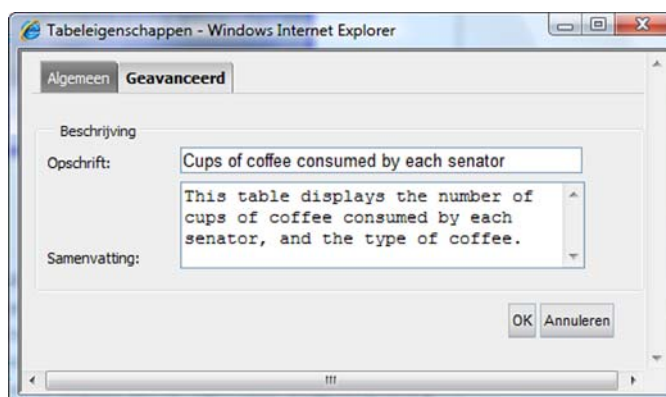 Tabeleigenschappen - Windows Internet Explorer
Algemeen Geavanceerd
Beschrijving
Opschrift: Cups of coffee consumed by each senator
This table displays the number of
cups of coffee consumed by each
senator, and the type of coffee.
Samenvatting:
OK Annuleren